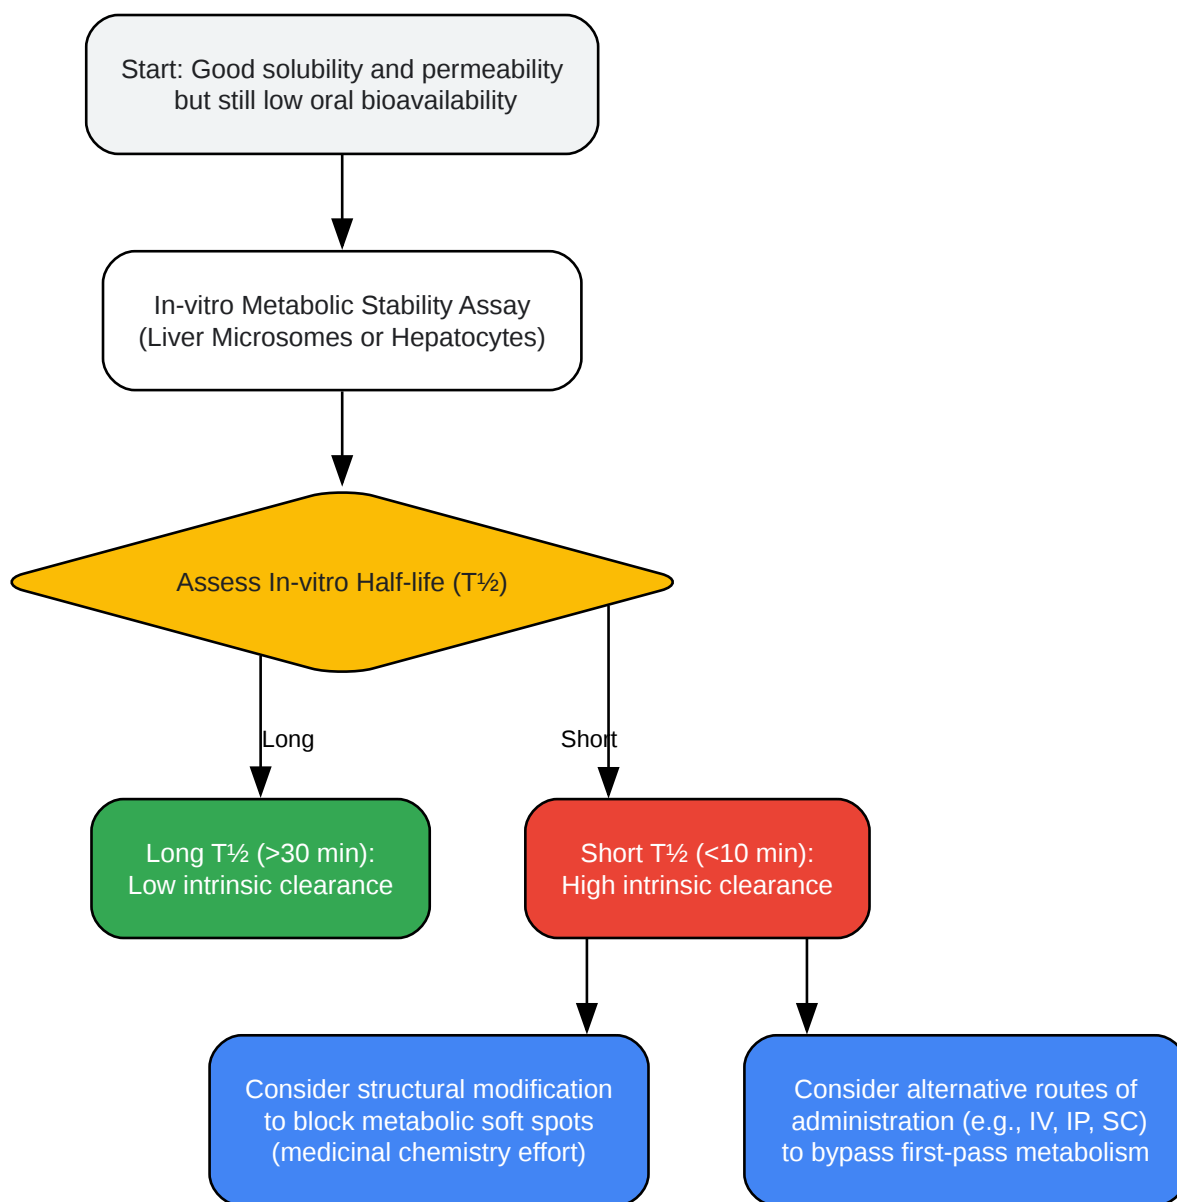 Start: Good solubility and permeability
but still low oral bioavailability
In-vitro Metabolic Stability Assay
(Liver Microsomes or Hepatocytes)
Assess In-vitro Half-life (T½)
Long
Short
Long T½ (>30 min):
Low intrinsic clearance
Short T½ (<10 min):
High intrinsic clearance
Consider structural modification
to block metabolic soft spots
(medicinal chemistry effort)
Consider alternative routes of
administration (e.g., IV, IP, SC)
to bypass first-pass metabolism